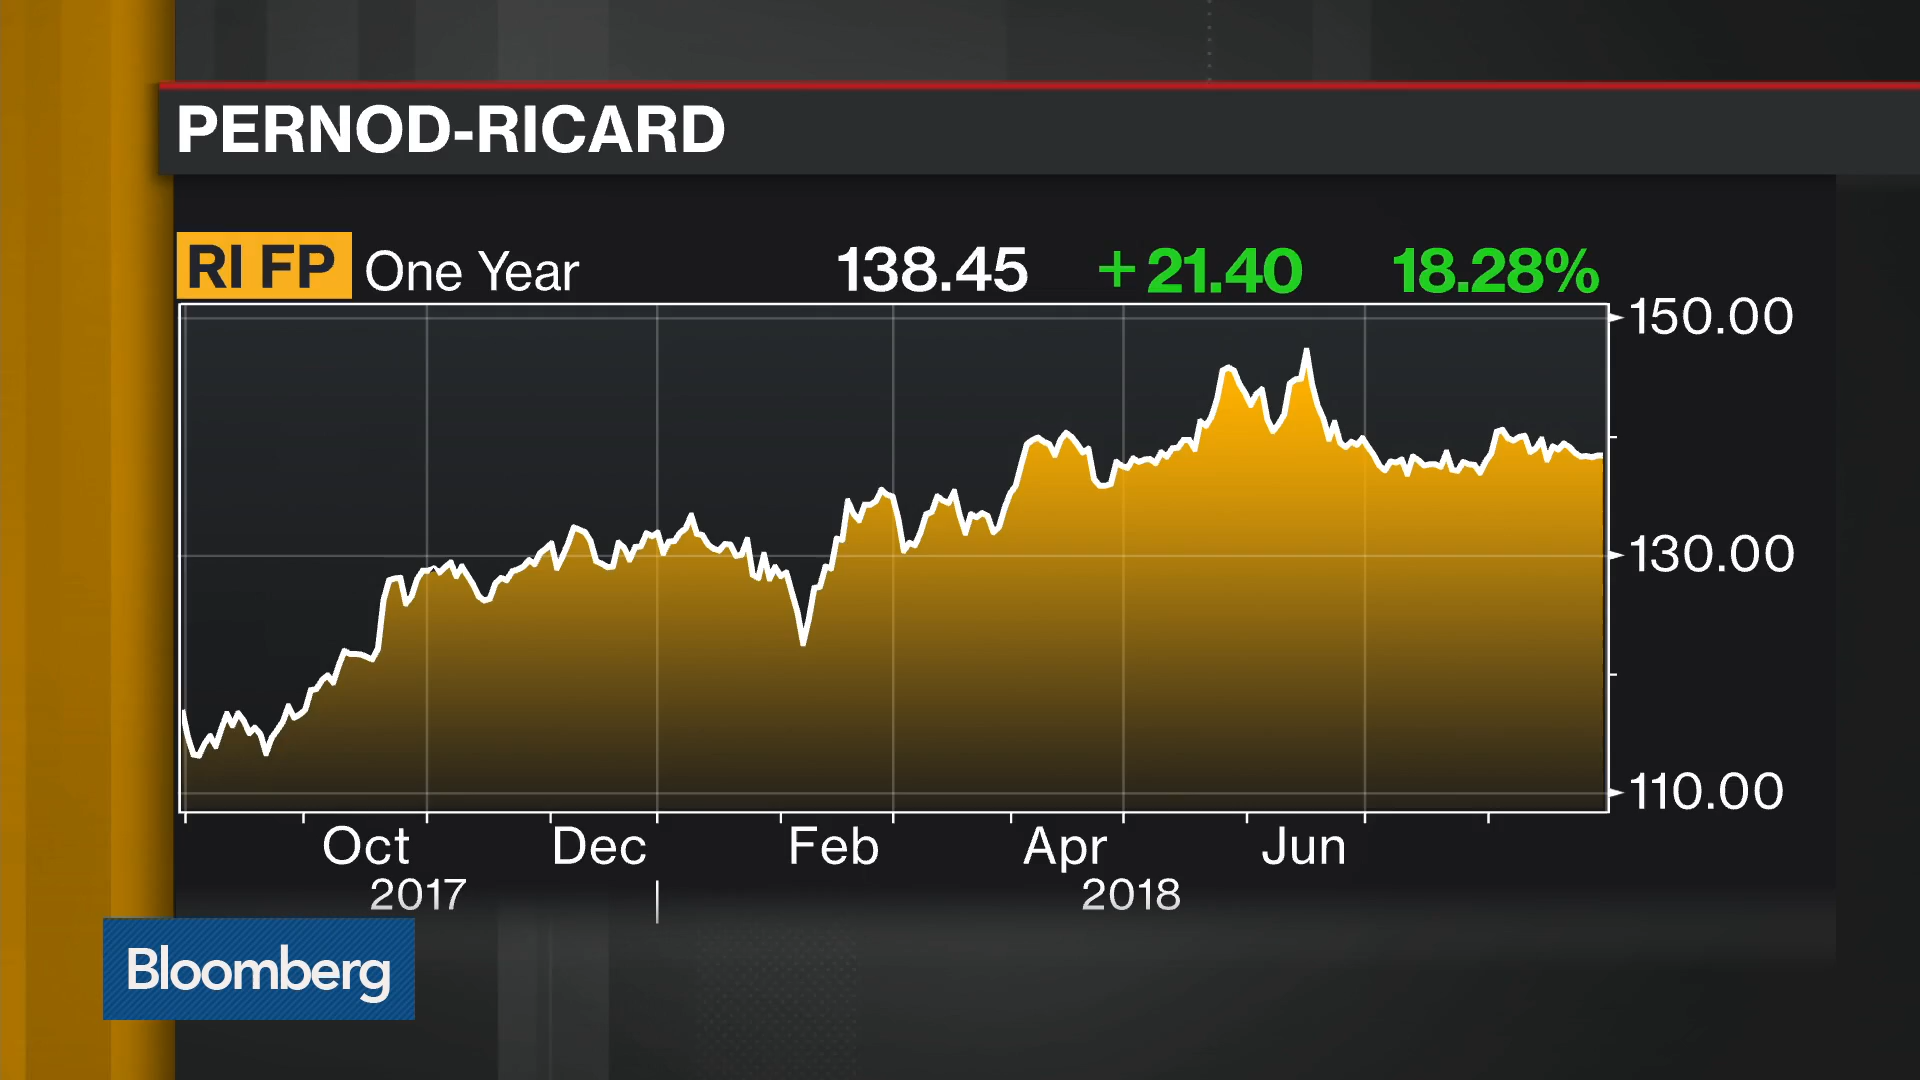 PERNOD-RICARD
RI FP One Year 138.45 +21.40 18.28%
150.00
130.00
110.00
Oct Dec Feb Apr Jun
2017 2018
Bloomberg